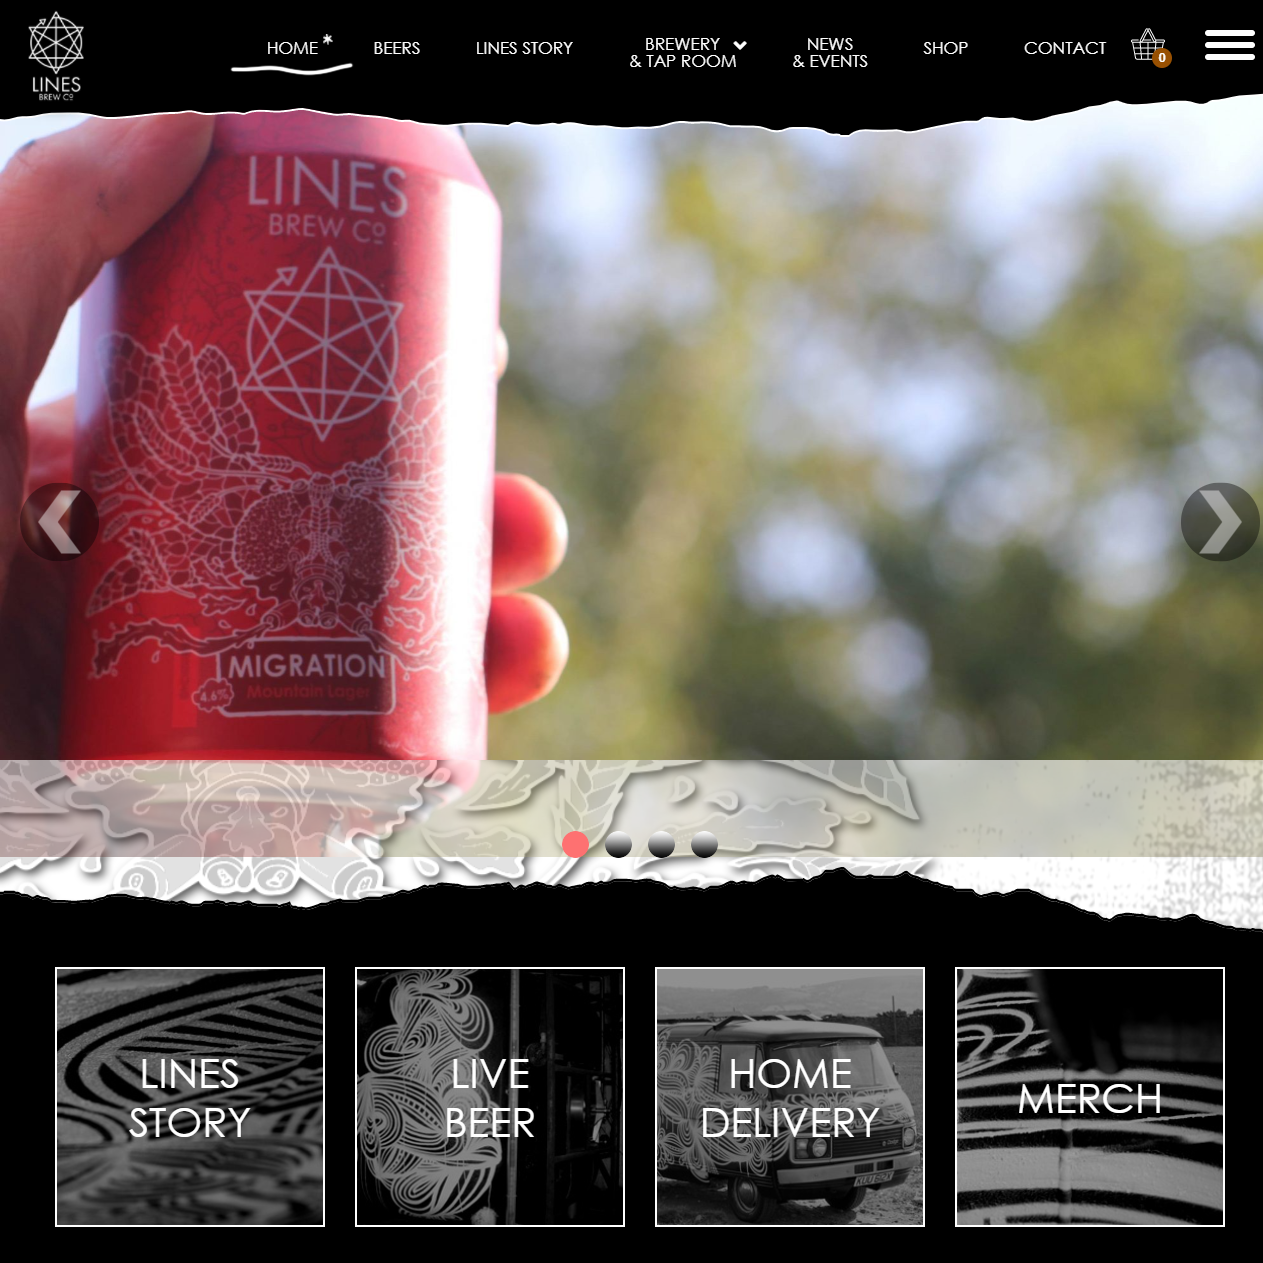 LINES
BREW Cº
HOME *
BEERS
LINES STORY
BREWERY
& TAP ROOM
NEWS
& EVENTS
SHOP
CONTACT
0
LINES
BREW Cº
MIGRATION
4.6%
Mountain Lager
LINES
STORY
LIVE
BEER
HOME
DELIVERY
MERCH